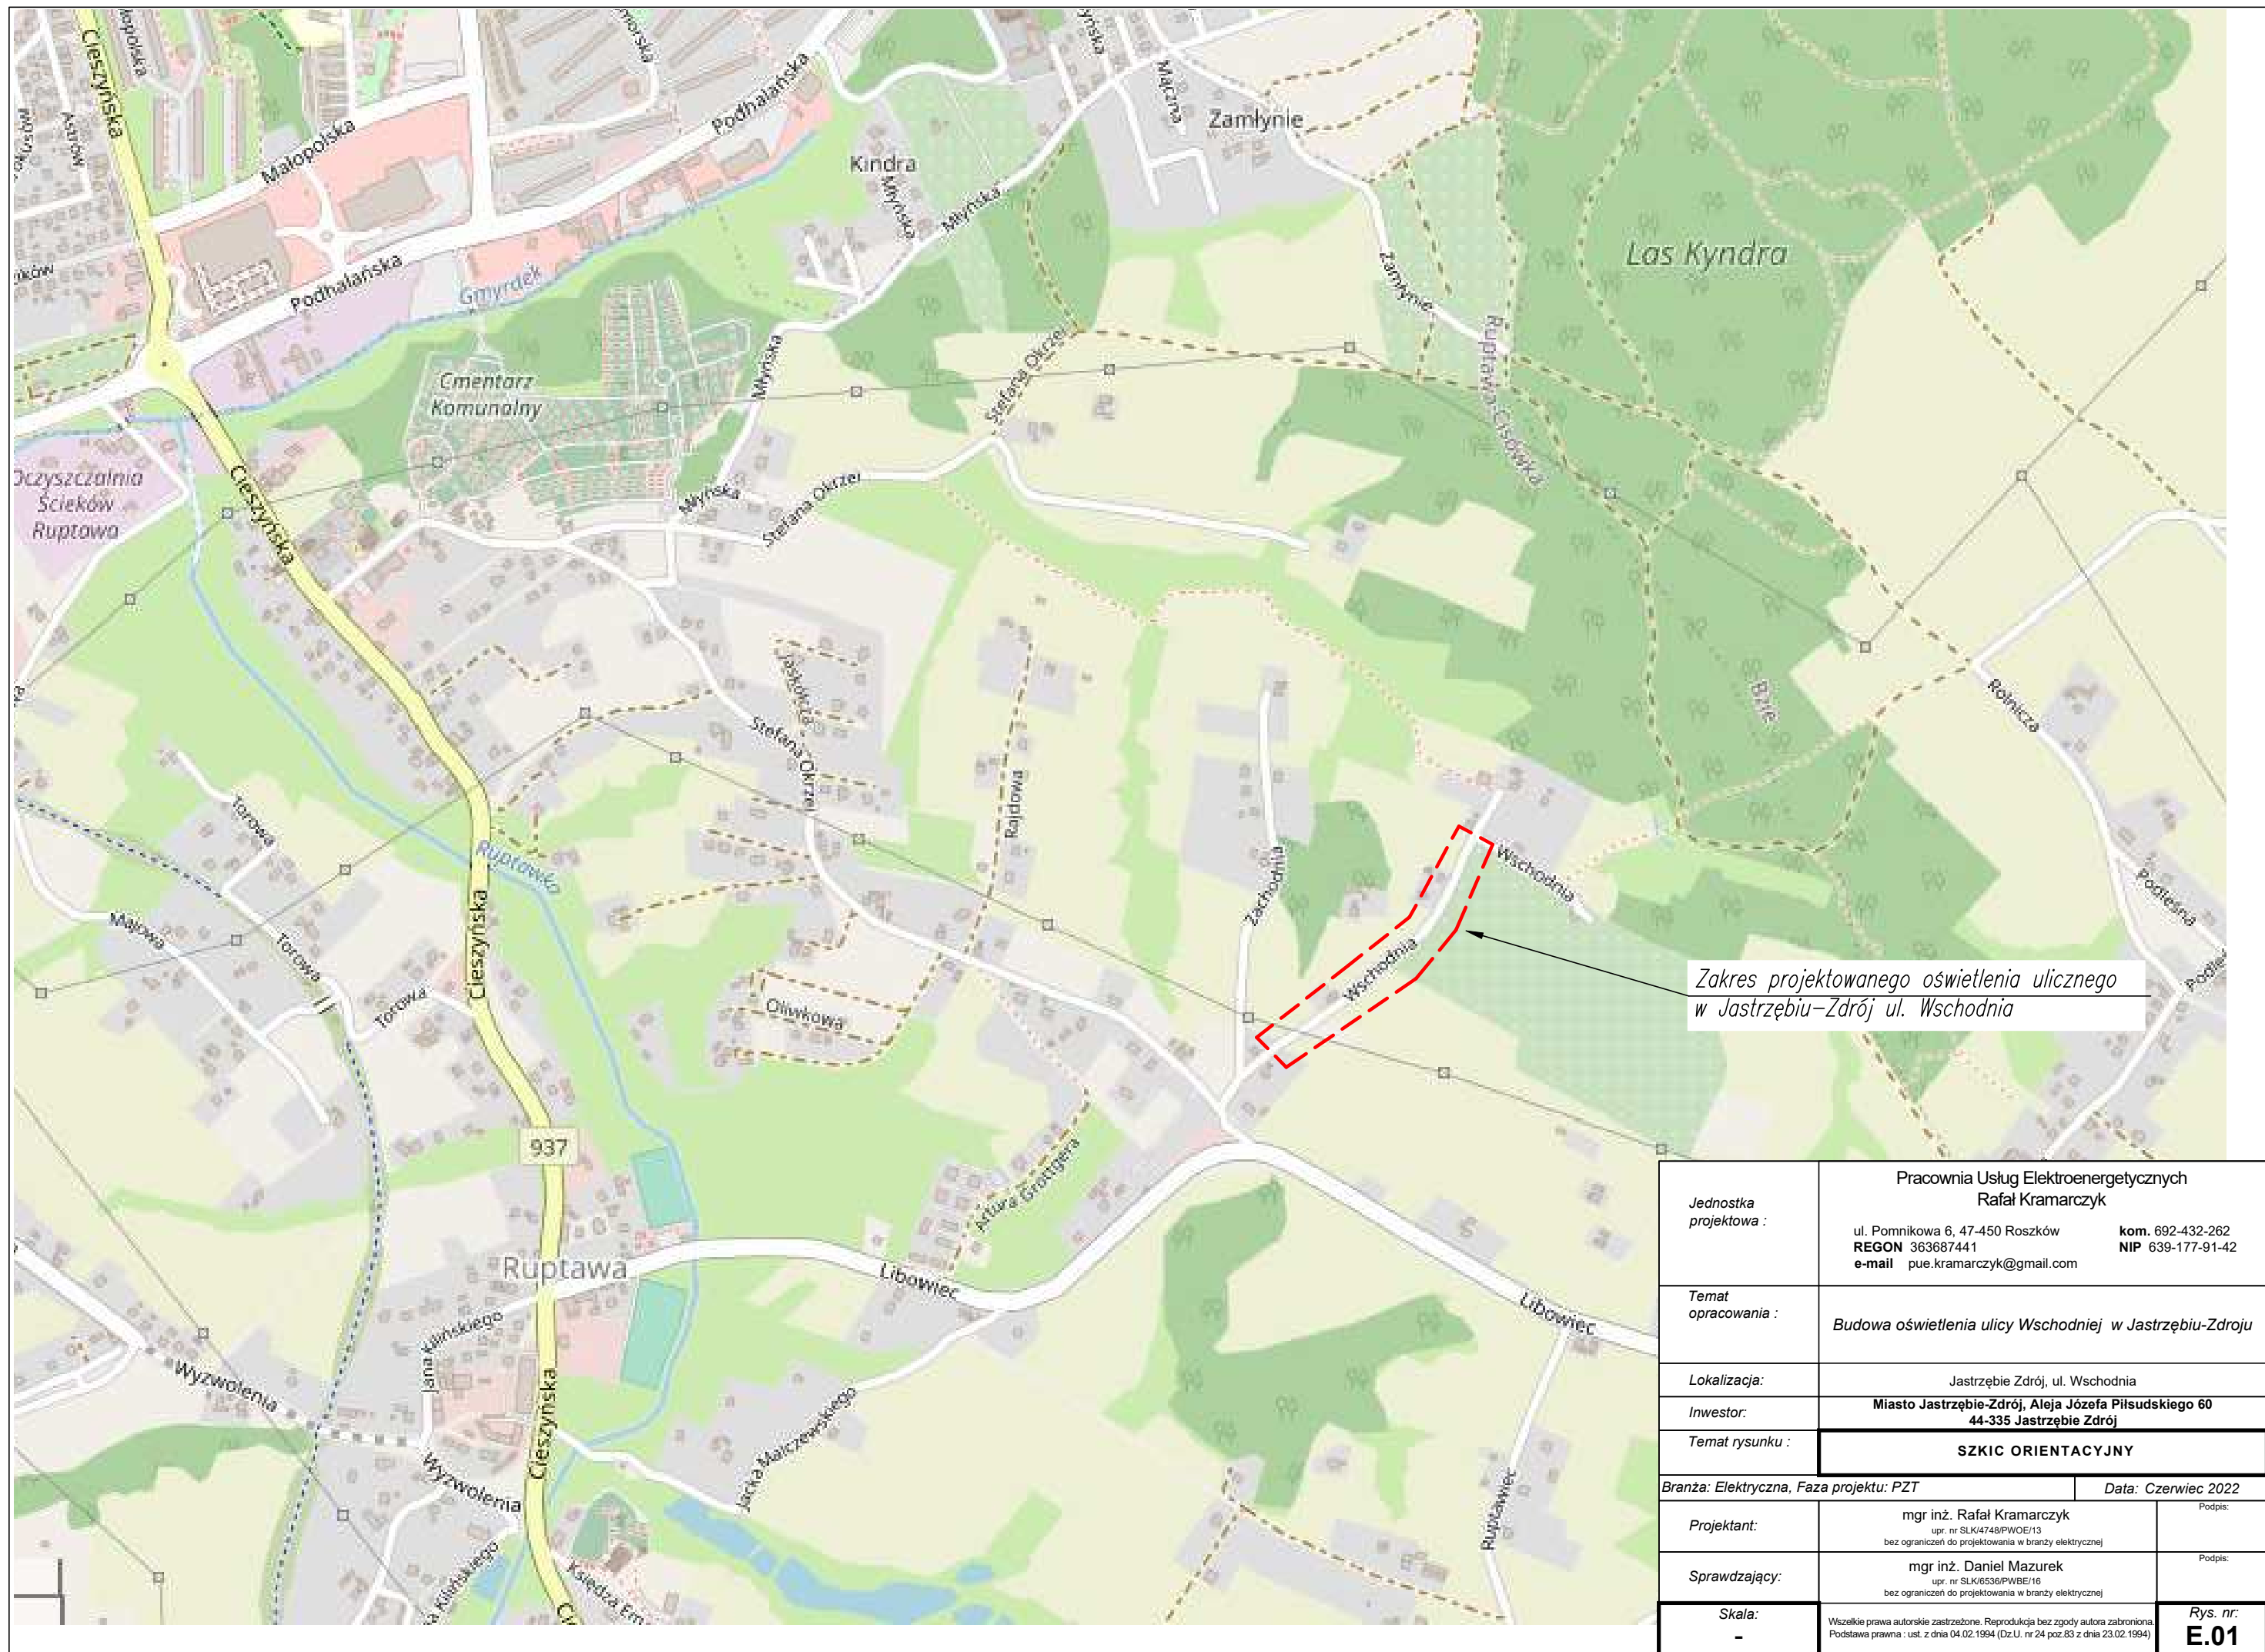 Cieszyńska
Małopolska
Astrów
Podhalańska
Podhalańska
Gmyrdek
Kindra
Młyńska
Młyńska
Mączna
Zamłynie
Zamłynie
Las Kyndra
Ruptawa-Cisówka
Cmentarz
Komunalny
Młyńska
Stefana Okrzei
Oczyszczalnia
Ścieków
Ruptawa
Cieszyńska
Młyńska
Stefana Okrzei
Bzie
Rolnicza
Jaskółcza
Stefana Okrzei
Rajdowa
Torowa
Ruptawka
Zachodnia
Wschodnia
Podleśna
Majowa
Torowa
Cieszyńska
Wschodnia
Torowa
Oliwkowa
Zakres projektowanego oświetlenia ulicznego
w Jastrzębiu-Zdrój ul. Wschodnia
937
Artura Grottgera
Ruptawa
Libowiec
Libowiec
Jana Kilińskiego
Wyzwolenia
Cieszyńska
Jacka Malczewskiego
Wyzwolenia
Ruptawiec
Księdza Ern
a Kilińskiego
Jednostka
projektowa :
Pracownia Usług Elektroenergetycznych
Rafał Kramarczyk
ul. Pomnikowa 6, 47-450 Roszków kom. 692-432-262
REGON 363687441 NIP 639-177-91-42
e-mail pue.kramarczyk@gmail.com
Temat
opracowania :
Budowa oświetlenia ulicy Wschodniej w Jastrzębiu-Zdroju
Lokalizacja: Jastrzębie Zdrój, ul. Wschodnia
Inwestor:
Miasto Jastrzębie-Zdrój, Aleja Józefa Piłsudskiego 60
44-335 Jastrzębie Zdrój
Temat rysunku :
SZKIC ORIENTACYJNY
Branża: Elektryczna, Faza projektu: PZT Data: Czerwiec 2022
Projektant:
mgr inż. Rafał Kramarczyk
upr. nr SLK/4748/PWOE/13
bez ograniczeń do projektowania w branży elektrycznej
Podpis:
Sprawdzający:
mgr inż. Daniel Mazurek
upr. nr SLK/6536/PWBE/16
bez ograniczeń do projektowania w branży elektrycznej
Podpis:
Skala:
-
Wszelkie prawa autorskie zastrzeżone. Reprodukcja bez zgody autora zabroniona.
Podstawa prawna : ust. z dnia 04.02.1994 (Dz.U. nr 24 poz.83 z dnia 23.02.1994)
Rys. nr:
E.01